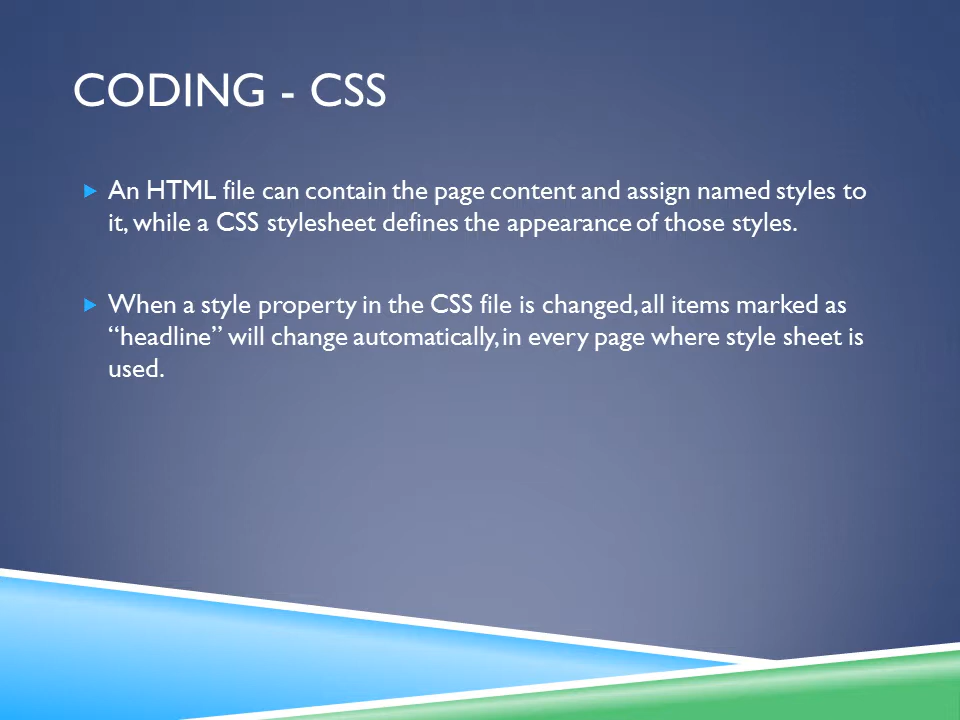 CODING - CSS
An HTML file can contain the page content and assign named styles to
it, while a CSS stylesheet defines the appearance of those styles.
When a style property in the CSS file is changed, all items marked as
“headline” will change automatically, in every page where style sheet is
used.